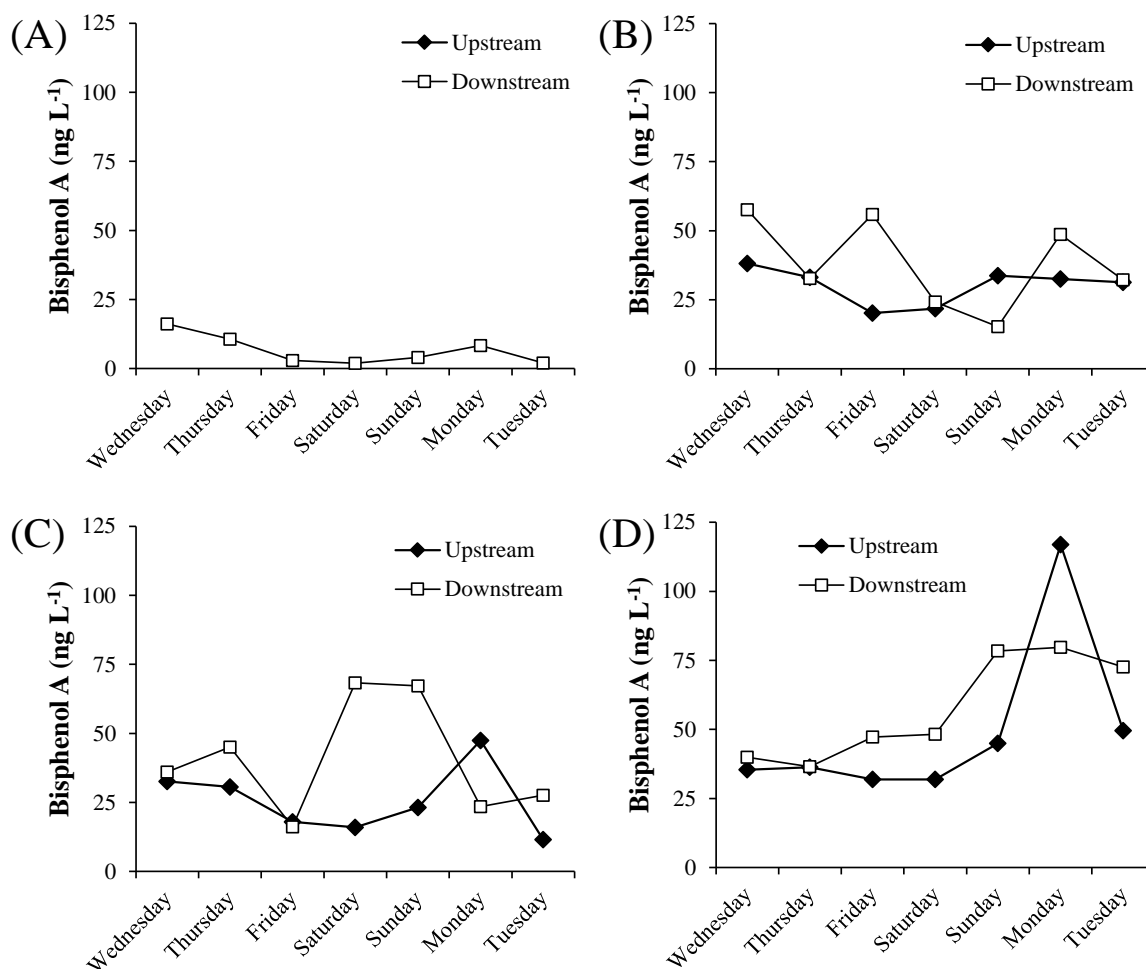 (A)
125
100
75
50
25
0
Bisphenol A (ng L-1)
Upstream
Downstream
Wednesday
Thursday
Friday
Saturday
Sunday
Monday
Tuesday
(B)
125
100
75
50
25
0
Bisphenol A (ng L-1)
Upstream
Downstream
Wednesday
Thursday
Friday
Saturday
Sunday
Monday
Tuesday
(C)
125
100
75
50
25
0
Bisphenol A (ng L-1)
Upstream
Downstream
Wednesday
Thursday
Friday
Saturday
Sunday
Monday
Tuesday
(D)
125
100
75
50
25
0
Bisphenol A (ng L-1)
Upstream
Downstream
Wednesday
Thursday
Friday
Saturday
Sunday
Monday
Tuesday